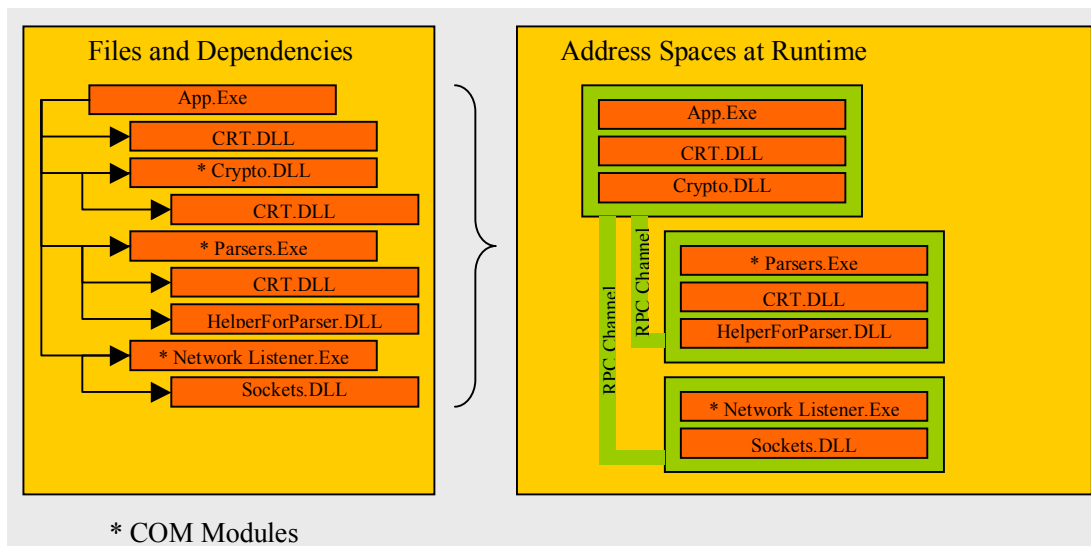 Files and Dependencies
App.Exe
CRT.DLL
* Crypto.DLL
CRT.DLL
* Parsers.Exe
CRT.DLL
HelperForParser.DLL
* Network Listener.Exe
Sockets.DLL
Address Spaces at Runtime
App.Exe
CRT.DLL
Crypto.DLL
RPC Channel
RPC Channel
* Parsers.Exe
CRT.DLL
HelperForParser.DLL
* Network Listener.Exe
Sockets.DLL
* COM Modules